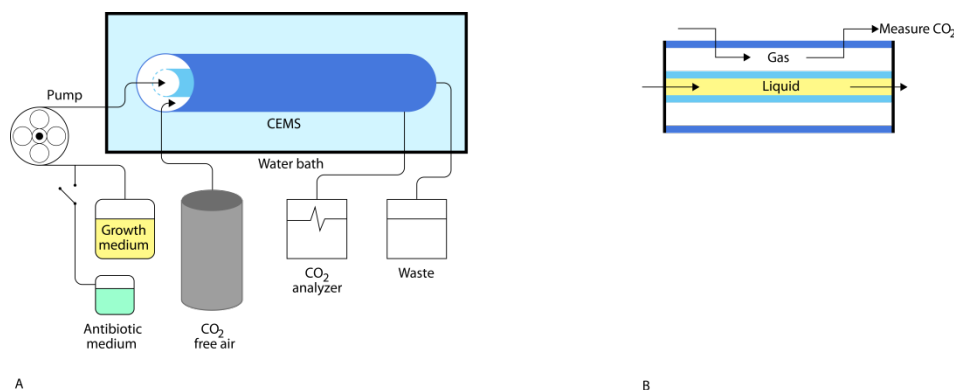 Pump
CEMS
Water bath
Growth
medium
Antibiotic
medium
CO2
free air
CO2
analyzer
Waste
A
Measure CO2
Gas
Liquid
B